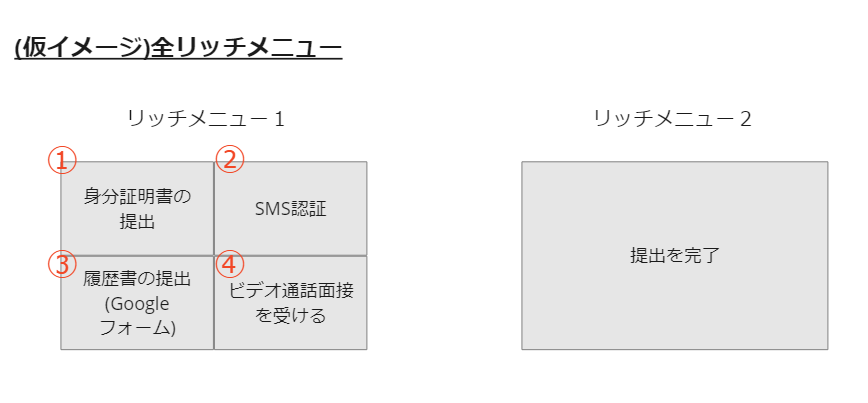 (仮イメージ)全リッチメニュー
リッチメニュー１
リッチメニュー２
①
身分証明書の
提出
②
SMS認証
③
履歴書の提出
(Google
フォーム)
④
ビデオ通話面接
を受ける
提出を完了